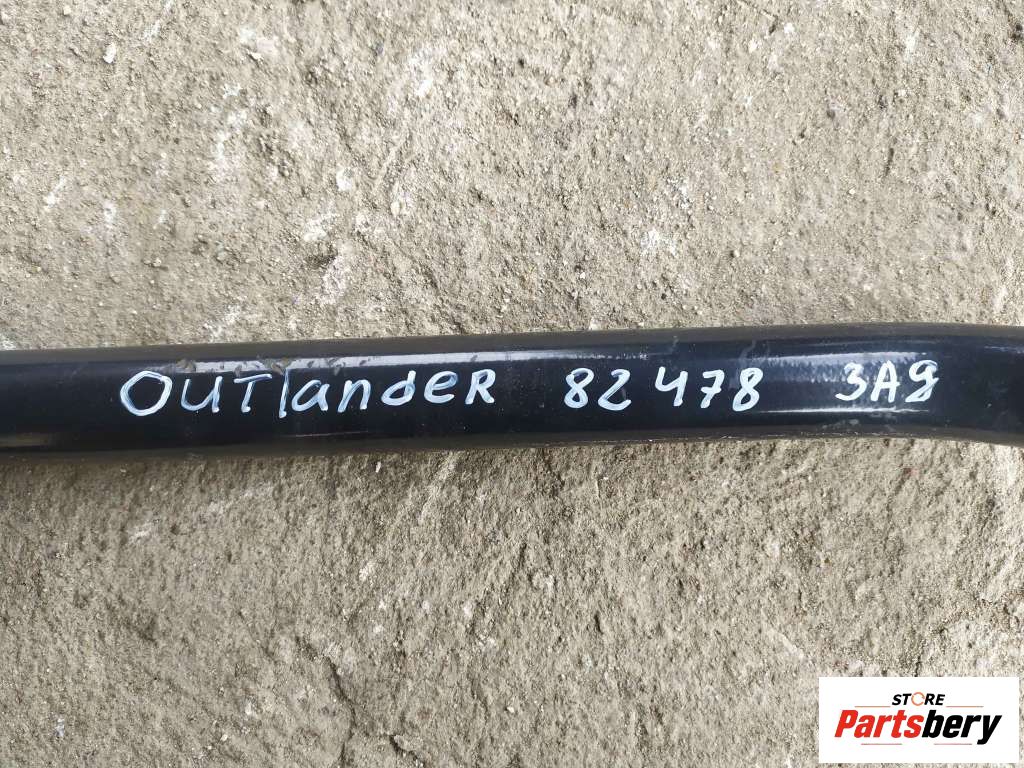 OUTlandeR 82478 ЗАД
STORE
Partsbery